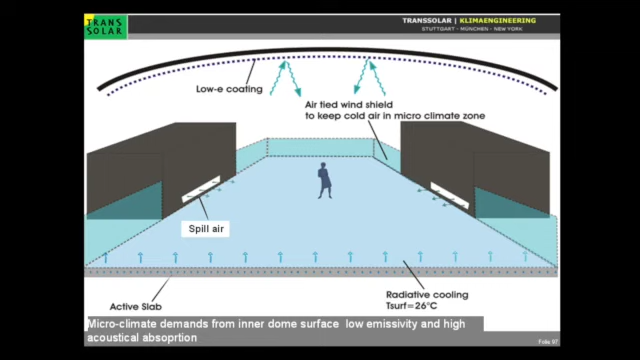 TRANS
SOLAR
TRANSSOLAR | KLIMAENGINEERING
STUTTGART - MÜNCHEN - NEW YORK
Low-e coating
Air tied wind shield
to keep cold air in micro climate zone
Spill air
Active Slab
Radiative cooling
Tsurf=26°C
Micro-climate demands from inner dome surface low emissivity and high
acoustical absoprtion
Folie 97